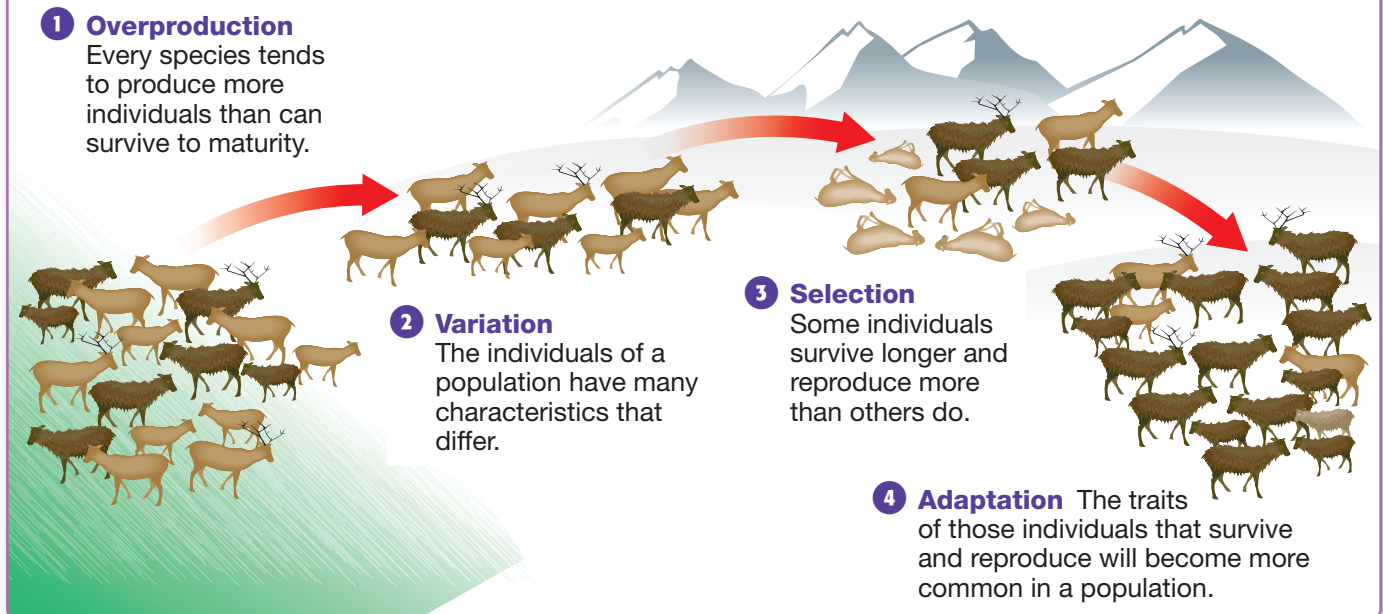 1 Overproduction
Every species tends
to produce more
individuals than can
survive to maturity.
2 Variation
The individuals of a
population have many
characteristics that
differ.
3 Selection
Some individuals
survive longer and
reproduce more
than others do.
4 Adaptation The traits
of those individuals that survive
and reproduce will become more
common in a population.